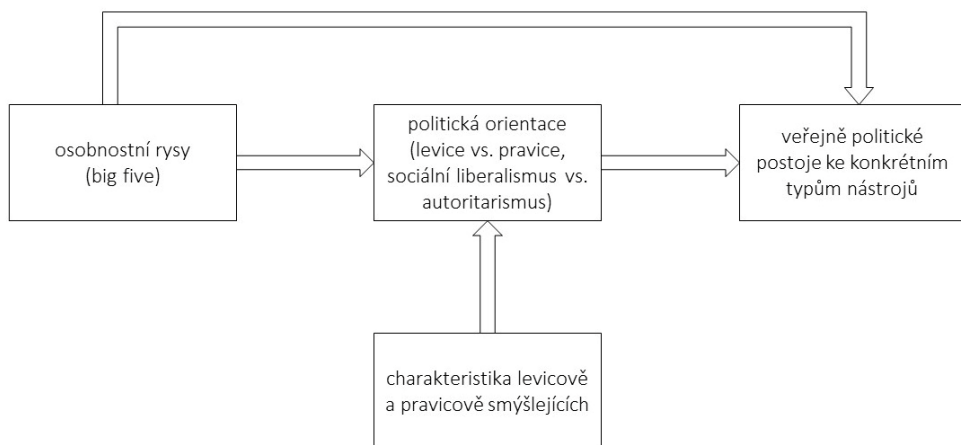 osobnostní rysy
(big five)
politická orientace
(levice vs. pravice,
sociální liberalismus vs.
autoritarismus)
veřejně politické
postoje ke konkrétním
typům nástrojů
charakteristika levicově
a pravicově smýšlejících